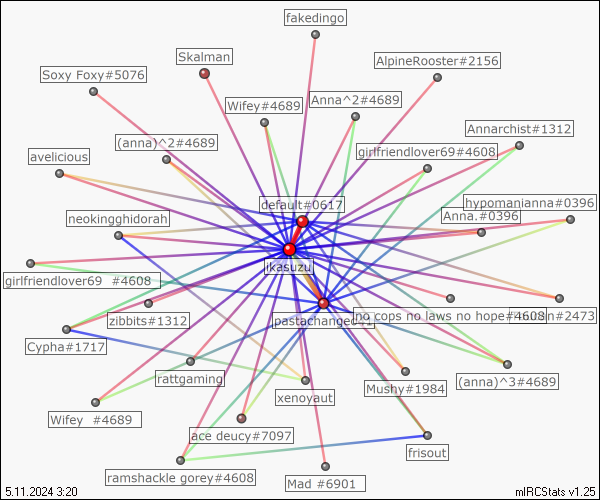 fakedingo
Skalman
AlpineRooster#2156
Soxy Foxy#5076
Wifey#4689
Anna^2#4689
Annarchist#1312
(anna)^2#4689
girlfriendlover69#4608
avelicious
default#0617
hypomanianna#0396
neokingghidorah
Anna.#0396
ikasuzu
girlfriendlover69 #4608
zibbits#1312
pastachange
no cops no laws no hope#4608
#2473
Cypha#1717
rattgaming
Mushy#1984
(anna)^3#4689
xenoyaut
Wifey #4689
ace deucy#7097
frisout
ramshackle gorey#4608
Mad #6901
5.11.2024 3:20
mIRCStats v1.25